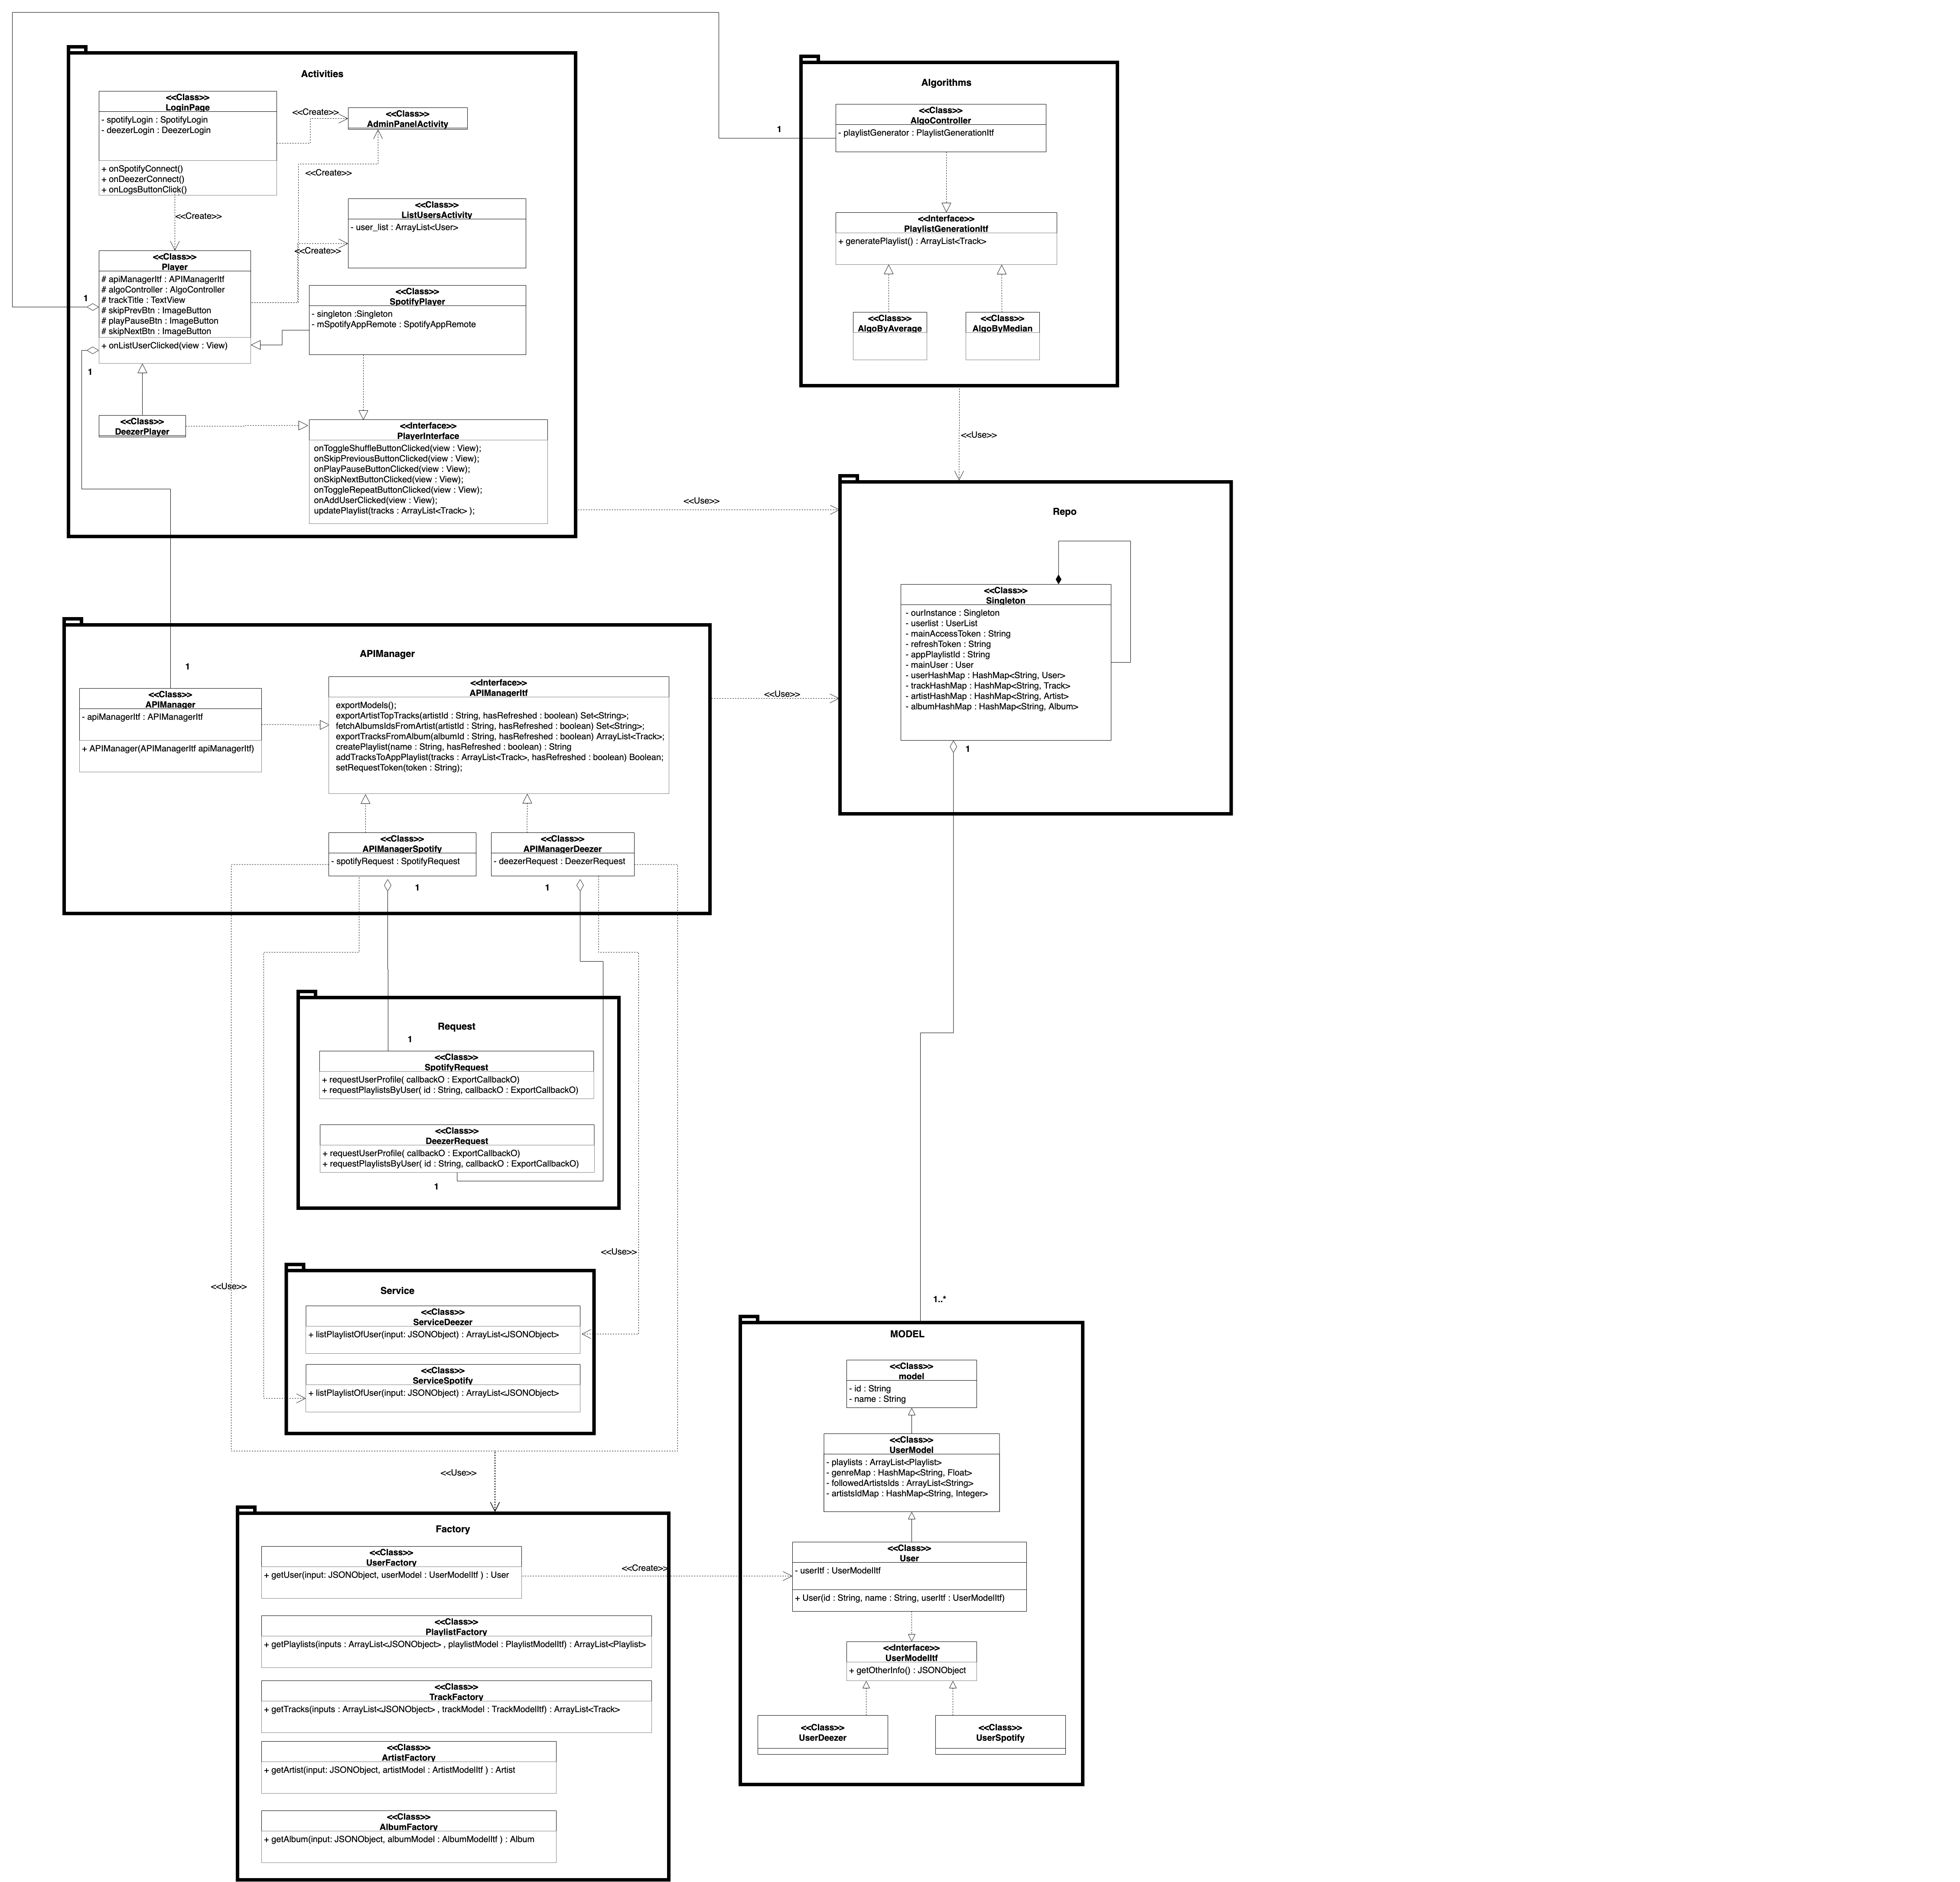 Activities
<<Class>>
LoginPage
- spotifyLogin : SpotifyLogin
- deezerLogin : DeezerLogin
+ onSpotifyConnect()
+ onDeezerConnect()
+ onLogsButtonClick()
<<Create>>
<<Class>>
AdminPanelActivity
<<Create>>
<<Create>>
<<Class>>
ListUsersActivity
- user_list : ArrayList<User>
<<Create>>
<<Class>>
Player
# apiManagerItf : APIManagerItf
# algoController : AlgoController
# trackTitle : TextView
# skipPrevBtn : ImageButton
# playPauseBtn : ImageButton
# skipNextBtn : ImageButton
+ onListUserClicked(view : View)
1
1
<<Class>>
SpotifyPlayer
- singleton :Singleton
- mSpotifyAppRemote : SpotifyAppRemote
<<Class>>
DeezerPlayer
<<Interface>>
PlayerInterface
onToggleShuffleButtonClicked(view : View);
onSkipPreviousButtonClicked(view : View);
onPlayPauseButtonClicked(view : View);
onSkipNextButtonClicked(view : View);
onToggleRepeatButtonClicked(view : View);
onAddUserClicked(view : View);
updatePlaylist(tracks : ArrayList<Track> );
<<Use>>
1
Algorithms
<<Class>>
AlgoController
- playlistGenerator : PlaylistGenerationItf
<<Interface>>
PlaylistGenerationItf
+ generatePlaylist() : ArrayList<Track>
<<Class>>
AlgoByAverage
<<Class>>
AlgoByMedian
<<Use>>
Repo
<<Class>>
Singleton
- ourInstance : Singleton
- userlist : UserList
- mainAccessToken : String
- refreshToken : String
- appPlaylistId : String
- mainUser : User
- userHashMap : HashMap<String, User>
- trackHashMap : HashMap<String, Track>
- artistHashMap : HashMap<String, Artist>
- albumHashMap : HashMap<String, Album>
1
APIManager
1
<<Class>>
APIManager
- apiManagerItf : APIManagerItf
+ APIManager(APIManagerItf apiManagerItf)
<<Interface>>
APIManagerItf
exportModels();
exportArtistTopTracks(artistId : String, hasRefreshed : boolean) Set<String>;
fetchAlbumsIdsFromArtist(artistId : String, hasRefreshed : boolean) Set<String>;
exportTracksFromAlbum(albumId : String, hasRefreshed : boolean) ArrayList<Track>;
createPlaylist(name : String, hasRefreshed : boolean) : String
addTracksToAppPlaylist(tracks : ArrayList<Track>, hasRefreshed : boolean) Boolean;
setRequestToken(token : String);
<<Use>>
<<Class>>
APIManagerSpotify
- spotifyRequest : SpotifyRequest
<<Class>>
APIManagerDeezer
- deezerRequest : DeezerRequest
1
1
Request
1
<<Class>>
SpotifyRequest
+ requestUserProfile( callbackO : ExportCallbackO)
+ requestPlaylistsByUser( id : String, callbackO : ExportCallbackO)
<<Class>>
DeezerRequest
+ requestUserProfile( callbackO : ExportCallbackO)
+ requestPlaylistsByUser( id : String, callbackO : ExportCallbackO)
1
<<Use>>
<<Use>>
Service
<<Class>>
ServiceDeezer
+ listPlaylistOfUser(input: JSONObject) : ArrayList<JSONObject>
<<Class>>
ServiceSpotify
+ listPlaylistOfUser(input: JSONObject) : ArrayList<JSONObject>
<<Use>>
Factory
<<Class>>
UserFactory
+ getUser(input: JSONObject, userModel : UserModelItf ) : User
<<Create>>
<<Class>>
PlaylistFactory
+ getPlaylists(inputs : ArrayList<JSONObject> , playlistModel : PlaylistModelItf) : ArrayList<Playlist>
<<Class>>
TrackFactory
+ getTracks(inputs : ArrayList<JSONObject> , trackModel : TrackModelItf) : ArrayList<Track>
<<Class>>
ArtistFactory
+ getArtist(input: JSONObject, artistModel : ArtistModelItf ) : Artist
<<Class>>
AlbumFactory
+ getAlbum(input: JSONObject, albumModel : AlbumModelItf ) : Album
1..*
MODEL
<<Class>>
model
- id : String
- name : String
<<Class>>
UserModel
- playlists : ArrayList<Playlist>
- genreMap : HashMap<String, Float>
- followedArtistsIds : ArrayList<String>
- artistsIdMap : HashMap<String, Integer>
<<Class>>
User
- userItf : UserModelItf
+ User(id : String, name : String, userItf : UserModelItf)
<<Interface>>
UserModelItf
+ getOtherInfo() : JSONObject
<<Class>>
UserDeezer
<<Class>>
UserSpotify